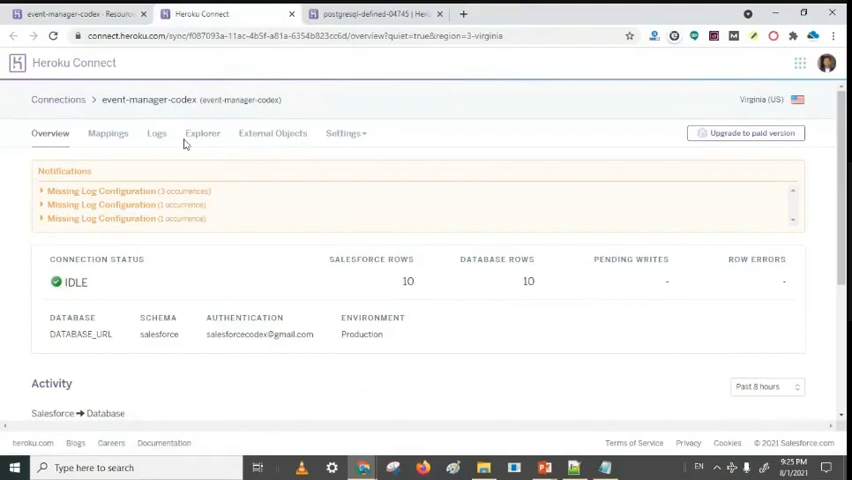 event-manager-codex - Resource
Heroku Connect
postgresql-defined-04745 | Her
connect.heroku.com/sync/f087093a-11ac-4b5f-a81a-6354b823cc6d/overview?quiet=true&region=3-virginia
Heroku Connect
Connections > event-manager-codex (event-manager-codex)
Virginia (US)
Overview Mappings Logs Explorer External Objects Settings
Upgrade to paid version
Notifications
Missing Log Configuration (3 occurrences)
Missing Log Configuration (1 occurrence)
Missing Log Configuration (1 occurrence)
CONNECTION STATUS SALESFORCE ROWS DATABASE ROWS PENDING WRITES ROW ERRORS
IDLE 10 10 - -
DATABASE SCHEMA AUTHENTICATION ENVIRONMENT
DATABASE_URL salesforce salesforcecodex@gmail.com Production
Activity
Past 8 hours
Salesforce → Database
heroku.com Blogs Careers Documentation Terms of Service Privacy Cookies © 2021 Salesforce.com
Type here to search
EN
9:25 PM
8/1/2021